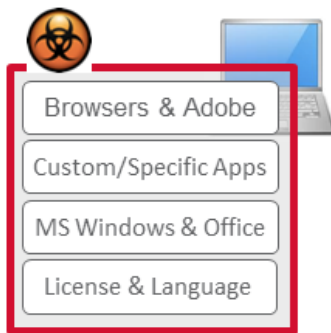 Browsers & Adobe
Custom/Specific Apps
MS Windows & Office
License & Language